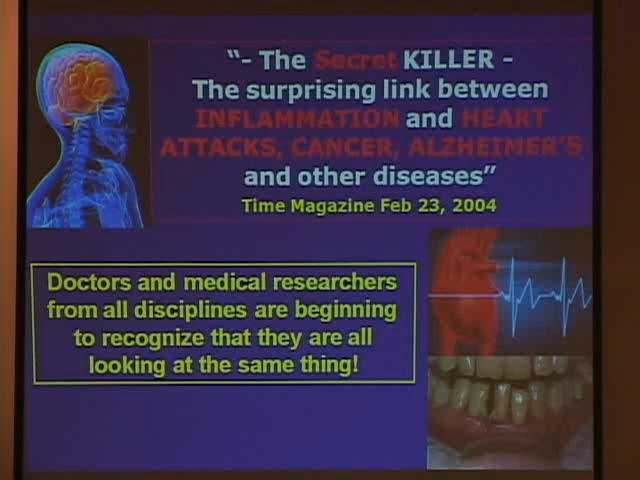 “- The Secret KILLER -
The surprising link between
INFLAMMATION and HEART
ATTACKS, CANCER, ALZHEIMER'S
and other diseases”
Time Magazine Feb 23, 2004
Doctors and medical researchers
from all disciplines are beginning
to recognize that they are all
looking at the same thing!